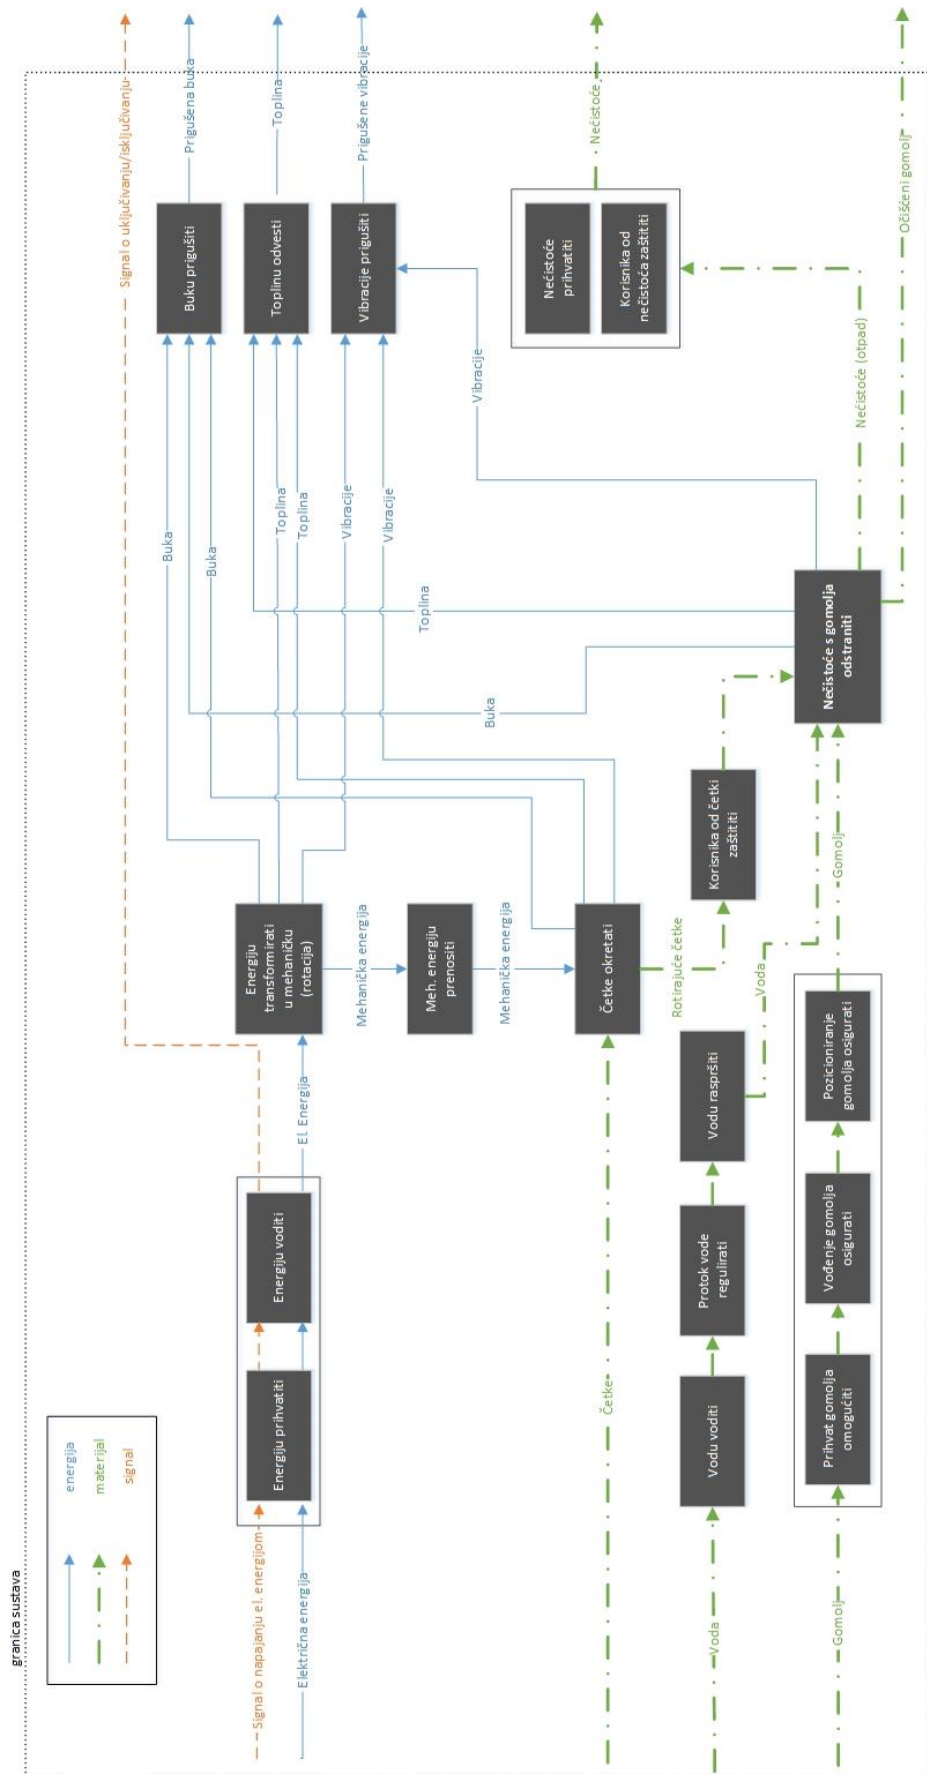 granica sustava
energija
materijal
signal
Signal o napajanju el. energijom
Električna energija
Energiju prihvatiti
Energiju voditi
El. Energija
Signal o uključivanju/isključivanju
Energiju
transformirati
u mehaničku
(rotacija)
Mehanička energija
Meh. energiju
prenositi
Mehanička energija
Četke
Četke okretati
Rotirajuće četke
Korisnika od četki
zaštititi
Voda
Vodu voditi
Protok vode
regulirati
Vodu raspršiti
Voda
Gomolj
Prihvat gomolja
omogućiti
Vođenje gomolja
osigurati
Pozicioniranje
gomolja osigurati
Gomolj
Nečistoće s gomolja
odstraniti
Buka
Buka
Buka
Toplina
Toplina
Toplina
Vibracije
Vibracije
Vibracije
Buku prigušiti
Toplinu odvesti
Vibracije prigušiti
Prigušena buka
Toplina
Prigušene vibracije
Nečistoće (otpad)
Nečistoće
prihvatiti
Korisnika od
nečistoća zaštititi
Nečistoće
Očišćeni gomolj